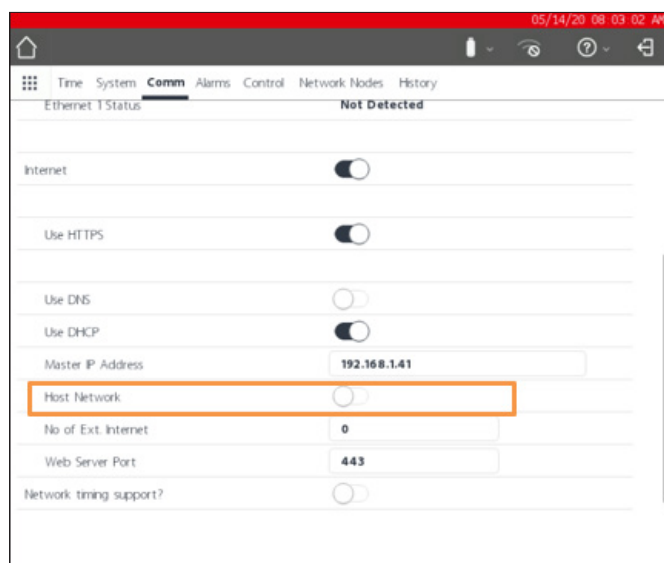 05/14/20 08 03 02 AM
Time System Comm Alarms Control Network Nodes History
Ethernet 1 Status Not Detected
Internet
Use HTTPS
Use DNS
Use DHCP
Master IP Address 192.168.1.41
Host Network
No of Ext. Internet 0
Web Server Port 443
Network timing support?